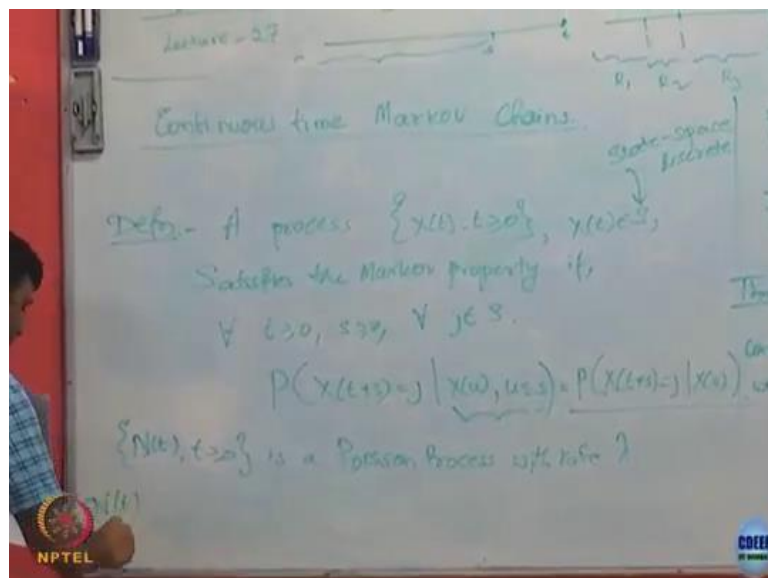 Lecture - 27
R₁ R₂ R₃
Continuous time Markov Chains.
state-space
discrete
Defn:- A process {X(t), t≥0}, X(t)∈S,
Satisfies the Markov property if,
∀ t≥0, s≥0, ∀ j∈S.
P(X(t+s)=j | X(u), u≤s) = P(X(t+s)=j | X(s))
{N(t), t≥0} is a Poisson Process with rate λ
N(t)
NPTEL
CDEEP